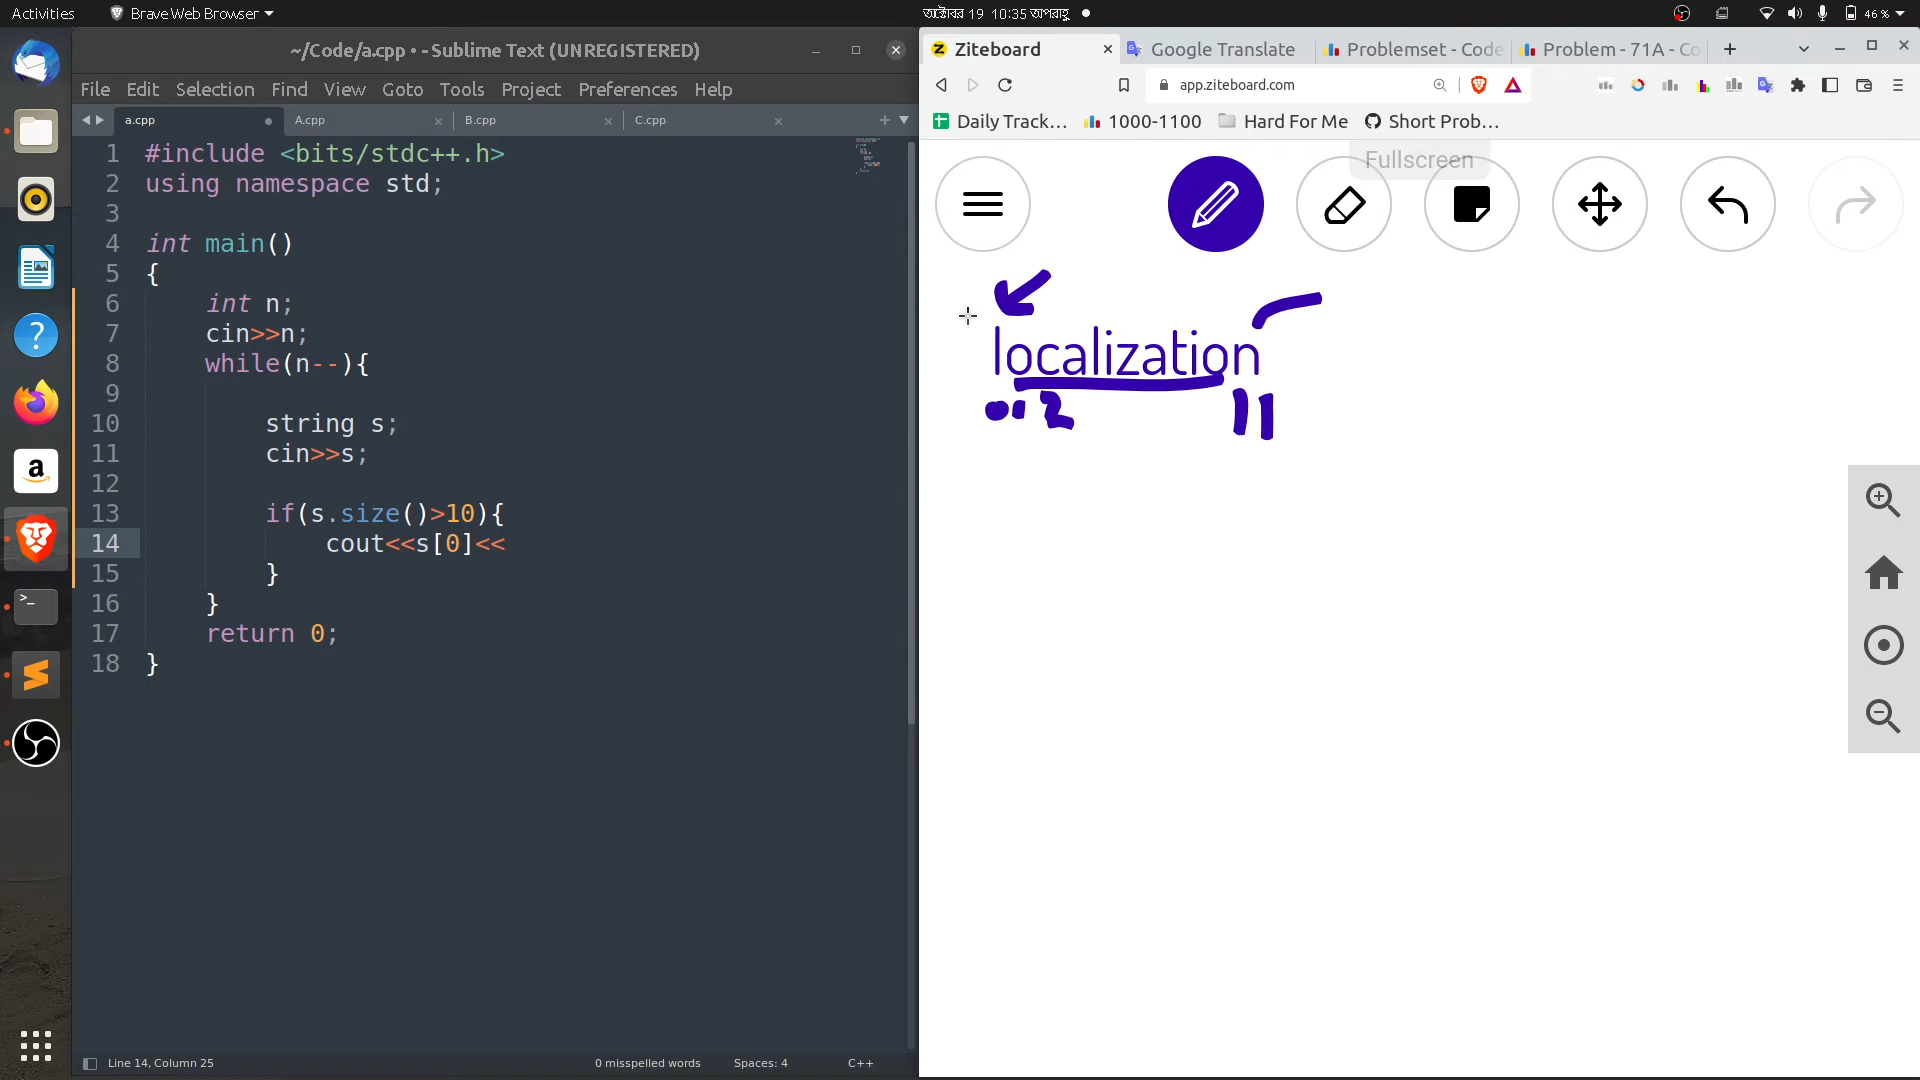 Activities Brave Web Browser অক্টোবর 19 10:35 অপরাহ্ণ 46 %
~/Code/a.cpp • - Sublime Text (UNREGISTERED)
File Edit Selection Find View Goto Tools Project Preferences Help
a.cpp A.cpp B.cpp C.cpp
1 #include <bits/stdc++.h>
2 using namespace std;
3
4 int main()
5 {
6 int n;
7 cin>>n;
8 while(n--){
9
10 string s;
11 cin>>s;
12
13 if(s.size()>10){
14 cout<<s[0]<<
15 }
16 }
17 return 0;
18 }
Line 14, Column 25 0 misspelled words Spaces: 4 C++
Ziteboard Google Translate Problemset - Code Problem - 71A - Co
app.ziteboard.com
Daily Track... 1000-1100 Hard For Me Short Prob...
Fullscreen
localization
2 11